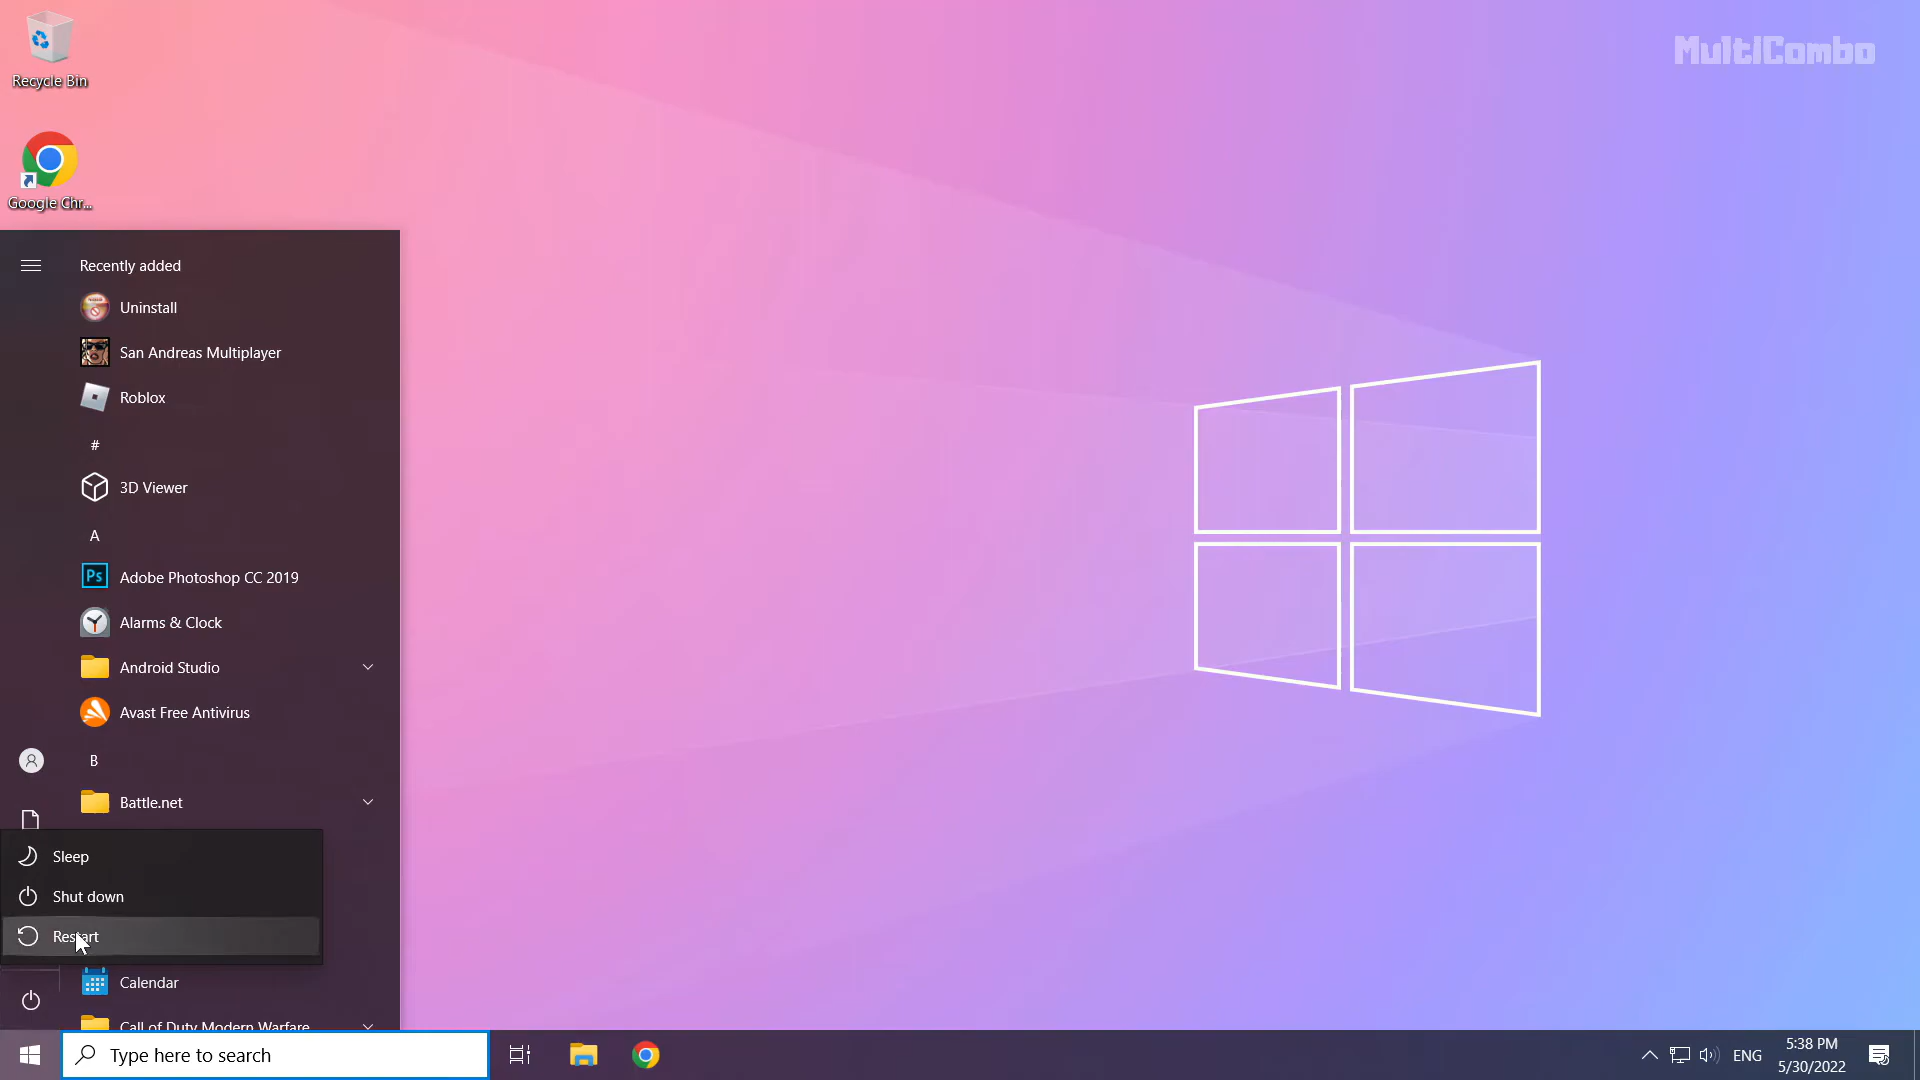 Recycle Bin
MultiCombo
Google Chr...
Recently added
Uninstall
San Andreas Multiplayer
Roblox
#
3D Viewer
A
Ps
Adobe Photoshop CC 2019
Alarms & Clock
Android Studio
Avast Free Antivirus
B
Battle.net
Sleep
Shut down
Restart
Calendar
Call of Duty Modern Warfare
Type here to search
ENG
5:38 PM
5/30/2022